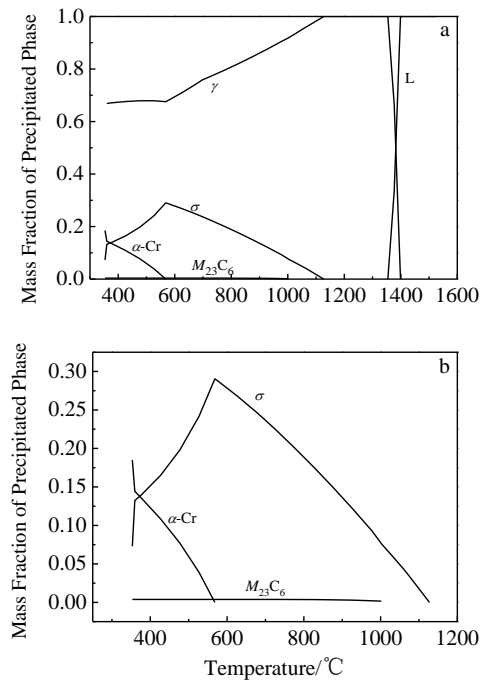 Mass Fraction of Precipitated Phase
a
1.0
0.8
0.6
0.4
0.2
0.0
γ
L
σ
α-Cr
M23C6
400 600 800 1000 1200 1400 1600
Mass Fraction of Precipitated Phase
b
0.30
0.25
0.20
0.15
0.10
0.05
0.00
σ
α-Cr
M23C6
400 600 800 1000 1200
Temperature/℃